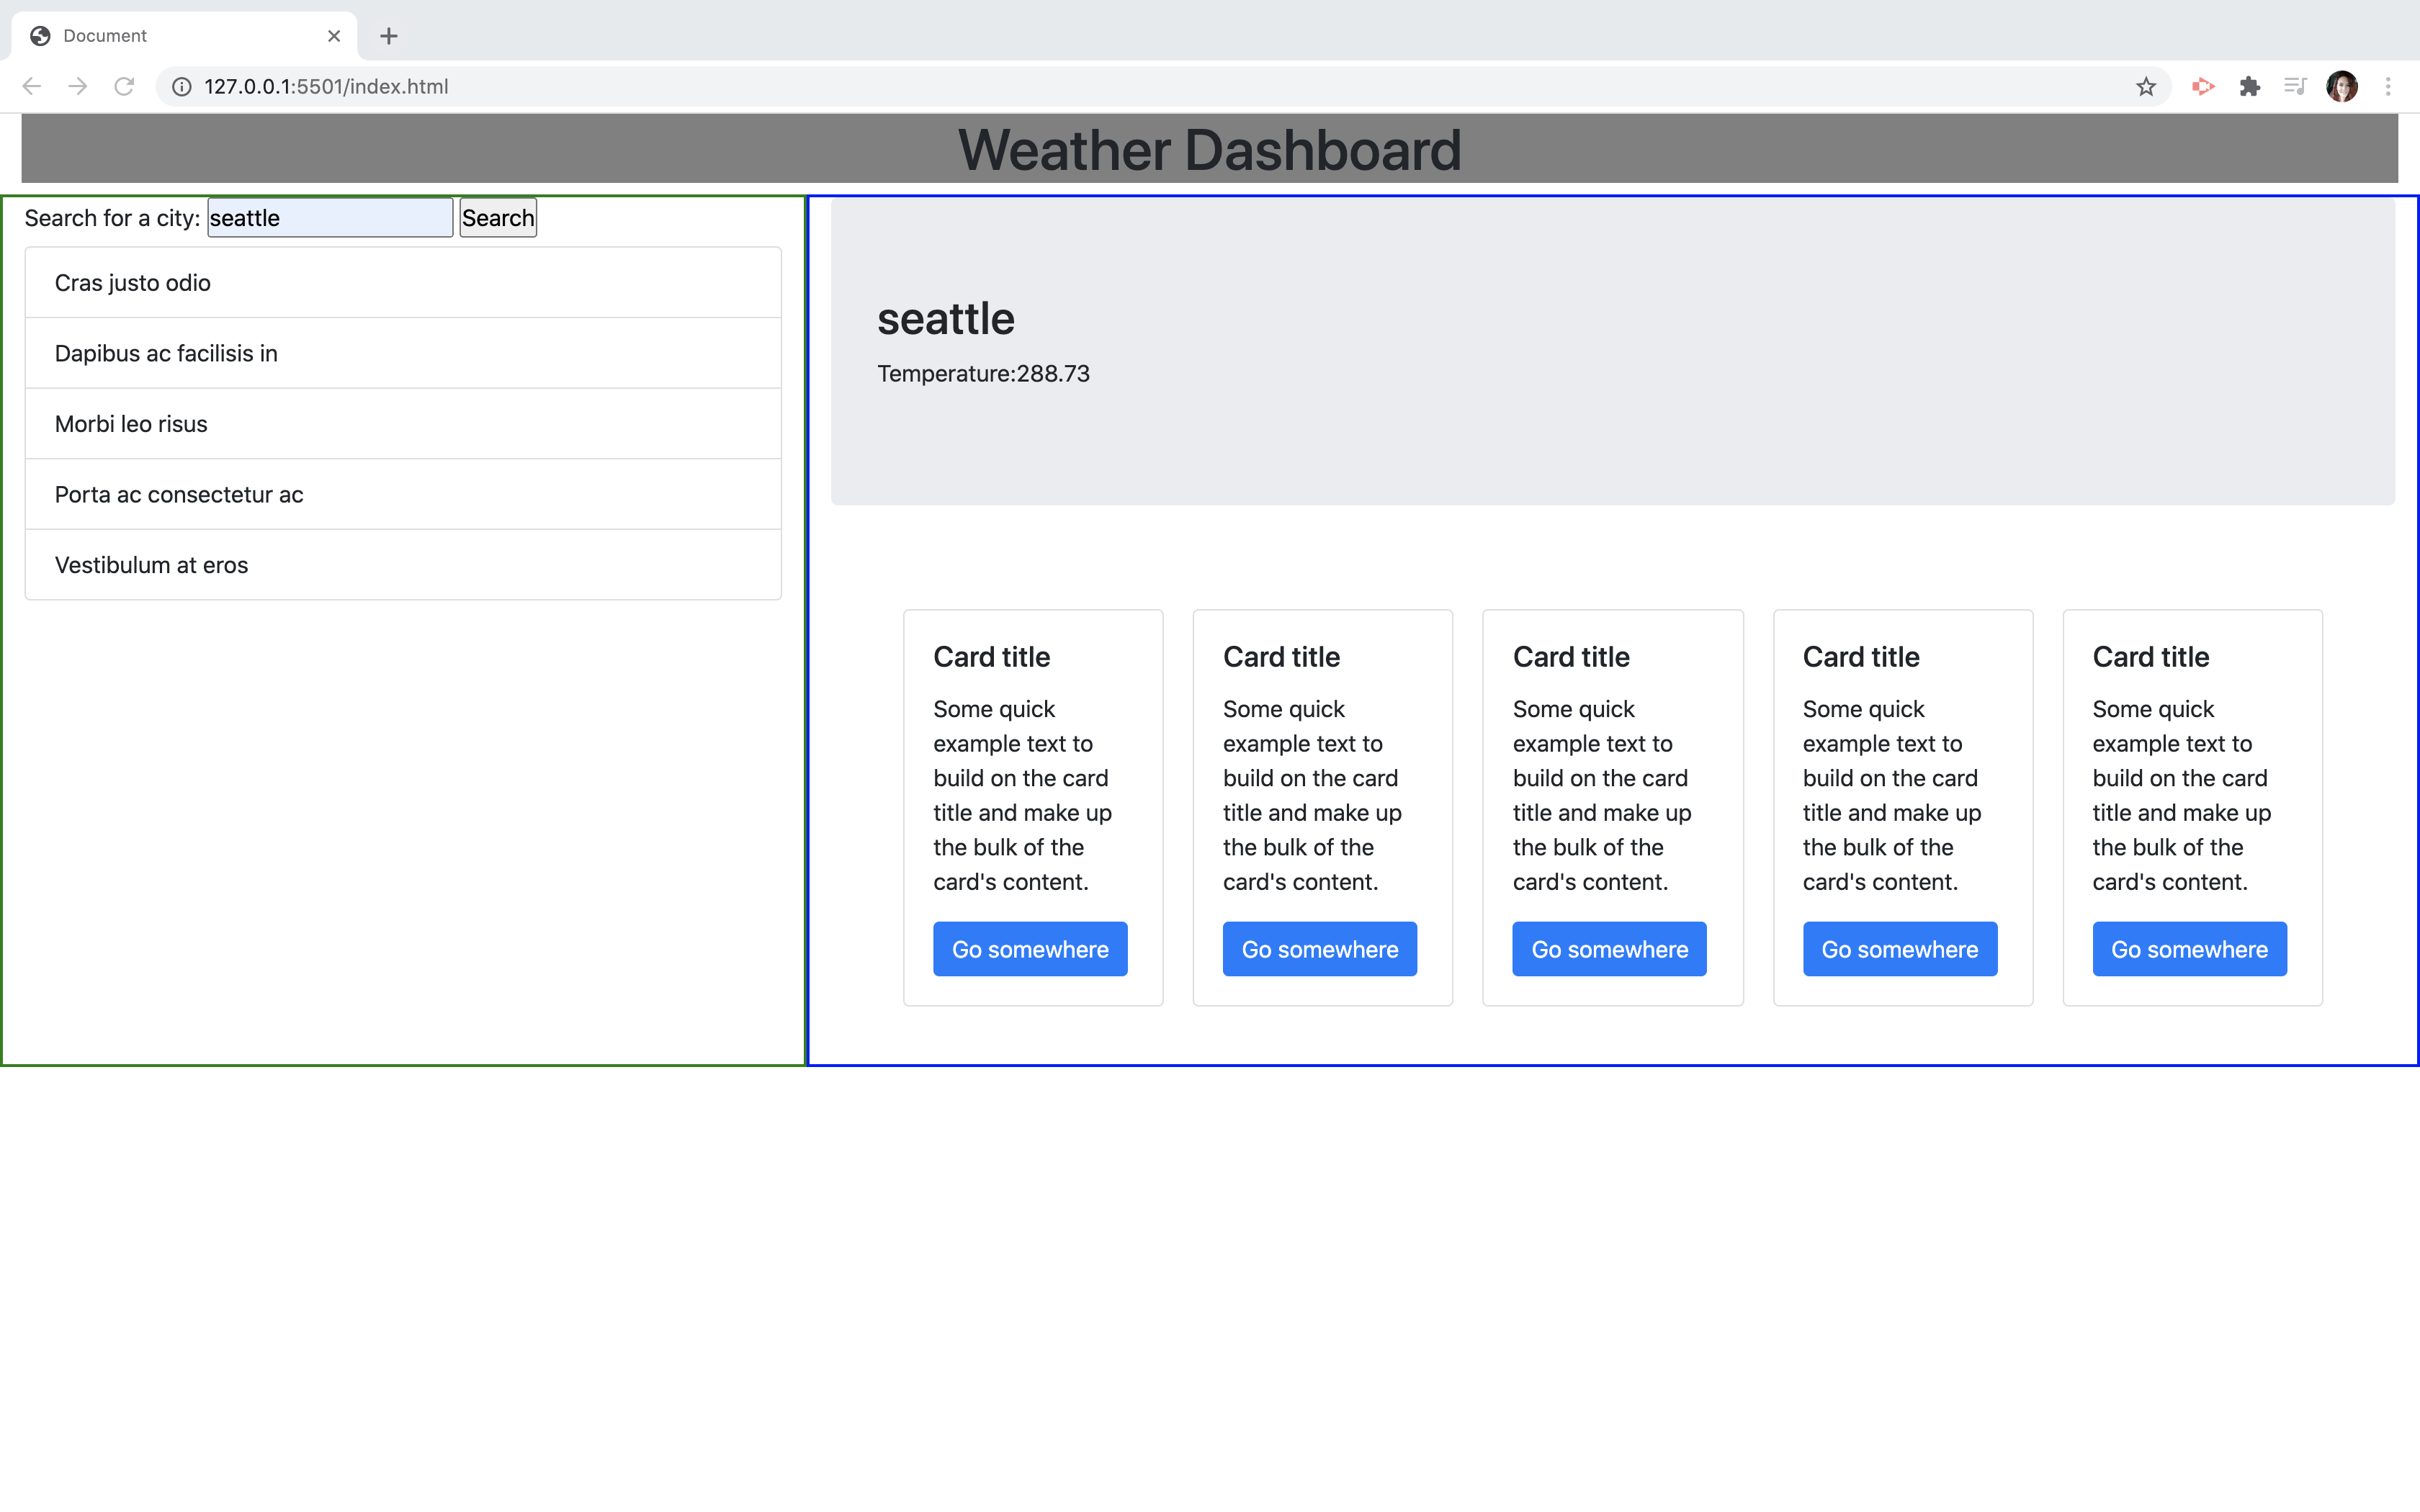 Document
127.0.0.1:5501/index.html
Weather Dashboard
Search for a city: seattle Search
Cras justo odio
Dapibus ac facilisis in
Morbi leo risus
Porta ac consectetur ac
Vestibulum at eros
seattle
Temperature:288.73
Card title
Some quick
example text to
build on the card
title and make up
the bulk of the
card's content.
Go somewhere
Card title
Some quick
example text to
build on the card
title and make up
the bulk of the
card's content.
Go somewhere
Card title
Some quick
example text to
build on the card
title and make up
the bulk of the
card's content.
Go somewhere
Card title
Some quick
example text to
build on the card
title and make up
the bulk of the
card's content.
Go somewhere
Card title
Some quick
example text to
build on the card
title and make up
the bulk of the
card's content.
Go somewhere